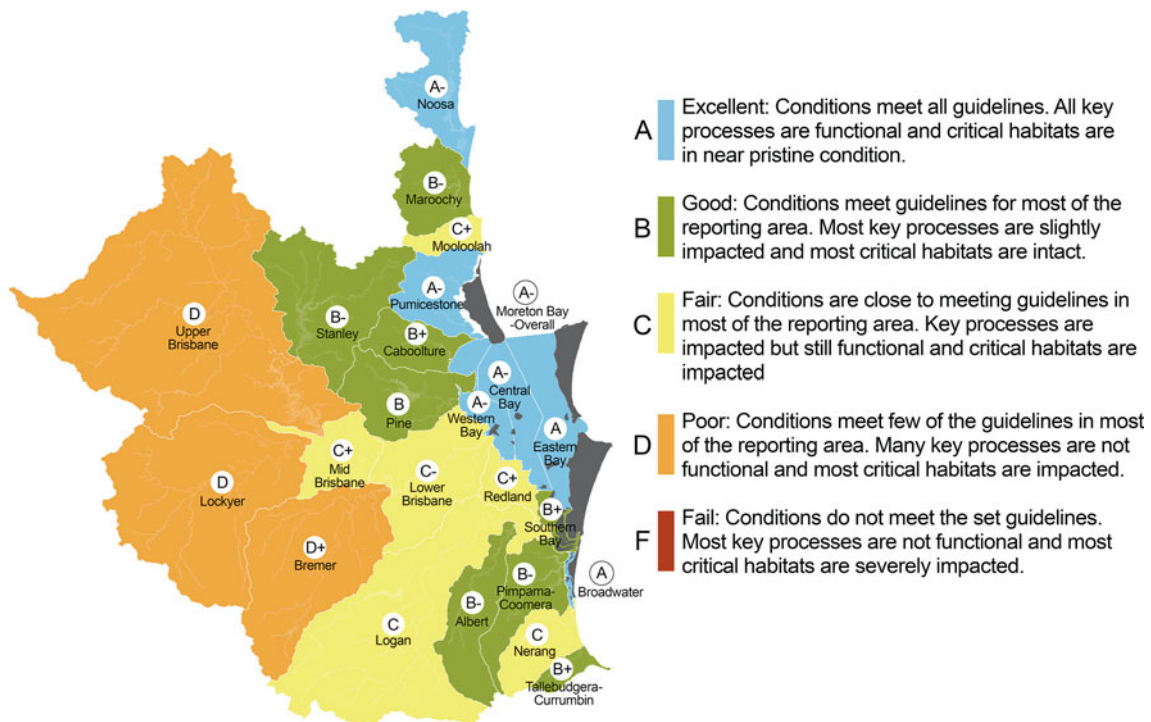 A-
Noosa
B-
Maroochy
C+
Mooloolah
A-
Pumicestone
A-
Moreton Bay
-Overall
D
Upper
Brisbane
B-
Stanley
B+
Caboolture
A-
Central
Bay
A-
Western
Bay
B
Pine
A
Eastern
Bay
C+
Mid
Brisbane
C-
Lower
Brisbane
C+
Redland
D
Lockyer
B+
Southern
Bay
D+
Bremer
B-
Pimpama-
Coomera
A
Broadwater
B-
Albert
C
Logan
C
Nerang
B+
Tallebudgera-
Currumbin
A
Excellent: Conditions meet all guidelines. All key
processes are functional and critical habitats are
in near pristine condition.
B
Good: Conditions meet guidelines for most of the
reporting area. Most key processes are slightly
impacted and most critical habitats are intact.
C
Fair: Conditions are close to meeting guidelines in
most of the reporting area. Key processes are
impacted but still functional and critical habitats are
impacted
D
Poor: Conditions meet few of the guidelines in most
of the reporting area. Many key processes are not
functional and most critical habitats are impacted.
F
Fail: Conditions do not meet the set guidelines.
Most key processes are not functional and most
critical habitats are severely impacted.